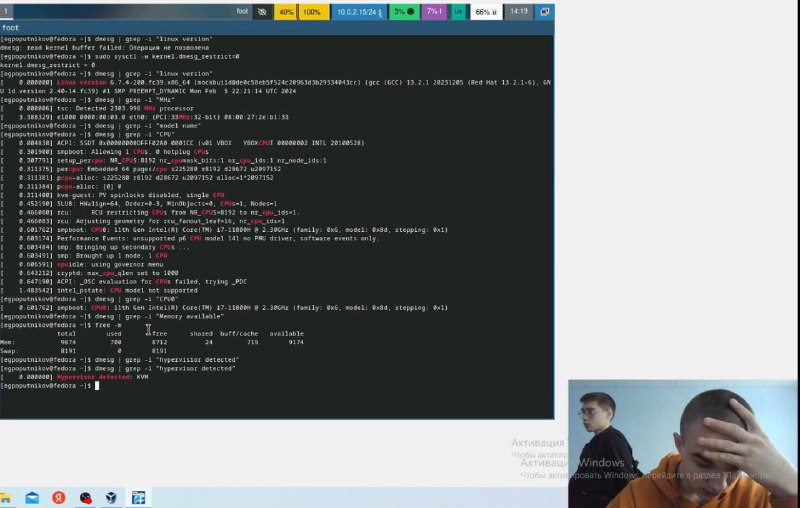 1 foot 40% 100% 10.0.2.15/24 5% 7% us 66% 14:19
foot
[egpoputnikov@fedora ~]$ dmesg | grep -i "linux version"
dmesg: read kernel buffer failed: Операция не позволена
[egpoputnikov@fedora ~]$ sudo sysctl -w kernel.dmesg_restrict=0
kernel.dmesg_restrict = 0
[egpoputnikov@fedora ~]$ dmesg | grep -i "linux version"
[    0.000000] Linux version 6.7.4-200.fc39.x86_64 (gcc (GCC) 13.2.1 20231205 (Red Hat 13.2.1-6), GN
U ld version 2.40-14.fc39) #1 SMP PREEMPT_DYNAMIC Mon Feb  5 22:21:14 UTC 2024
[egpoputnikov@fedora ~]$ dmesg | grep -i "MHz"
[    0.000006] tsc: Detected 2303.996 MHz processor
[    3.388329] e1000 0000:00:03.0 eth0: (PCI:33MHz:32-bit) 08:00:27:2e:b1:33
[egpoputnikov@fedora ~]$ dmesg | grep -i "model name"
[egpoputnikov@fedora ~]$ dmesg | grep -i "CPU"
[    0.004838] ACPI: SSDT 0x00000000DFFF02A0 0001CC (v01 VBOX   VBOXCPUT 00000002 INTL 20100528)
[    0.301900] smpboot: Allowing 1 CPUs, 0 hotplug CPUs
[    0.307791] setup_percpu: NR_CPUS:8192 nr_cpumask_bits:1 nr_cpu_ids:1 nr_node_ids:1
[    0.311375] percpu: Embedded 64 pages/cpu s225280 r8192 d28672 u2097152
[    0.311381] pcpu-alloc: s225280 r8192 d28672 u2097152 alloc=1*2097152
[    0.311384] pcpu-alloc: [0] 0
[    0.311400] kvm-guest: PV spinlocks disabled, single CPU
[    0.452190] SLUB: HWalign=64, Order=0-3, MinObjects=0, CPUs=1, Nodes=1
[    0.466080] rcu:     RCU restricting CPUs from NR_CPUS=8192 to nr_cpu_ids=1.
[    0.466083] rcu: Adjusting geometry for rcu_fanout_leaf=16, nr_cpu_ids=1
[    0.601762] smpboot: CPU0: 11th Gen Intel(R) Core(TM) i7-11800H @ 2.30GHz (family: 0x6, model: 0x8d, stepping: 0x1)
[    0.603174] Performance Events: unsupported p6 CPU model 141 no PMU driver, software events only.
[    0.603484] smp: Bringing up secondary CPUs ...
[    0.603491] smp: Brought up 1 node, 1 CPU
[    0.606591] cpuidle: using governor menu
[    0.643212] cryptd: max_cpu_qlen set to 1000
[    0.647190] ACPI: _OSC evaluation for CPUs failed, trying _PDC
[    1.483542] intel_pstate: CPU model not supported
[egpoputnikov@fedora ~]$ dmesg | grep -i "CPU0"
[    0.601762] smpboot: CPU0: 11th Gen Intel(R) Core(TM) i7-11800H @ 2.30GHz (family: 0x6, model: 0x8d, stepping: 0x1)
[egpoputnikov@fedora ~]$ dmesg | grep -i "Memory available"
[egpoputnikov@fedora ~]$ free -m
total used free shared buff/cache available
Mem: 9874 700 8712 24 719 9174
Swap: 8191 0 8191
[egpoputnikov@fedora ~]$ dmesg | grep -i "hypervisior detected"
[egpoputnikov@fedora ~]$ dmesg | grep -i "hypervisor detected"
[    0.000000] Hypervisor detected: KVM
[egpoputnikov@fedora ~]$
Активация
Чтобы активир
Активация Windows
Чтобы активировать Windows, перейдите в раздел "Параметры